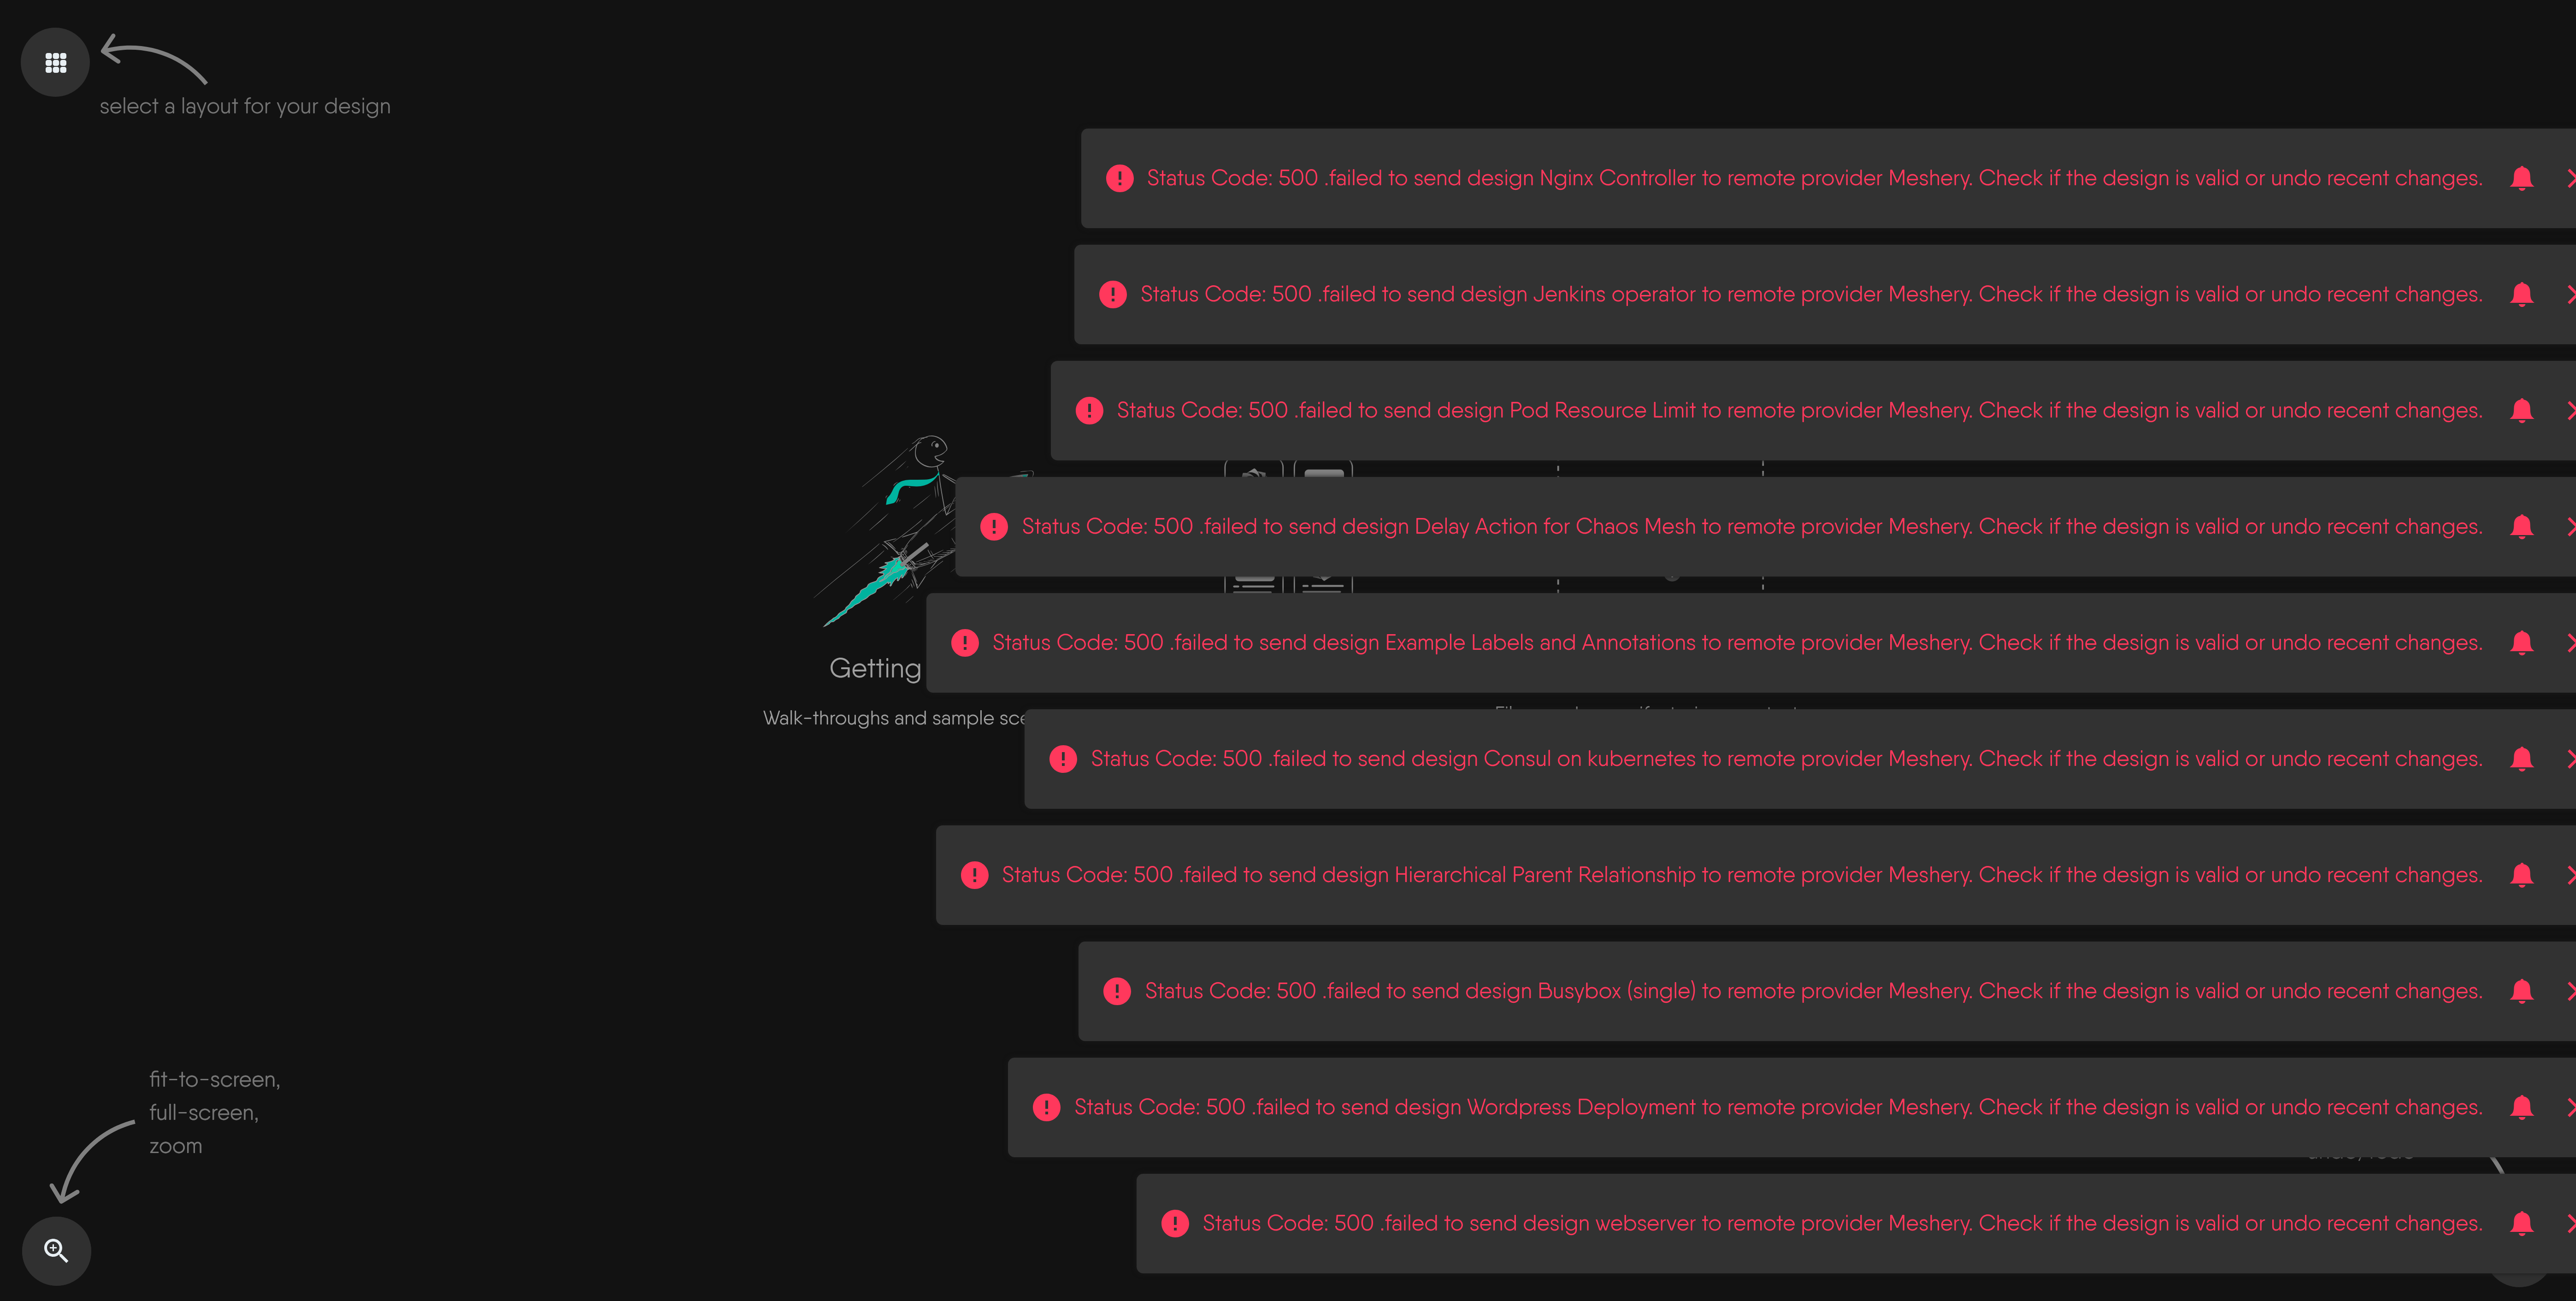 select a layout for your design
Status Code: 500 .failed to send design Nginx Controller to remote provider Meshery. Check if the design is valid or undo recent changes.
Status Code: 500 .failed to send design Jenkins operator to remote provider Meshery. Check if the design is valid or undo recent changes.
Status Code: 500 .failed to send design Pod Resource Limit to remote provider Meshery. Check if the design is valid or undo recent changes.
Status Code: 500 .failed to send design Delay Action for Chaos Mesh to remote provider Meshery. Check if the design is valid or undo recent changes.
Status Code: 500 .failed to send design Example Labels and Annotations to remote provider Meshery. Check if the design is valid or undo recent changes.
Getting
Walk-throughs and sample
Status Code: 500 .failed to send design Consul on kubernetes to remote provider Meshery. Check if the design is valid or undo recent changes.
Status Code: 500 .failed to send design Hierarchical Parent Relationship to remote provider Meshery. Check if the design is valid or undo recent changes.
Status Code: 500 .failed to send design Busybox (single) to remote provider Meshery. Check if the design is valid or undo recent changes.
Status Code: 500 .failed to send design Wordpress Deployment to remote provider Meshery. Check if the design is valid or undo recent changes.
Status Code: 500 .failed to send design webserver to remote provider Meshery. Check if the design is valid or undo recent changes.
fit-to-screen,
full-screen,
zoom